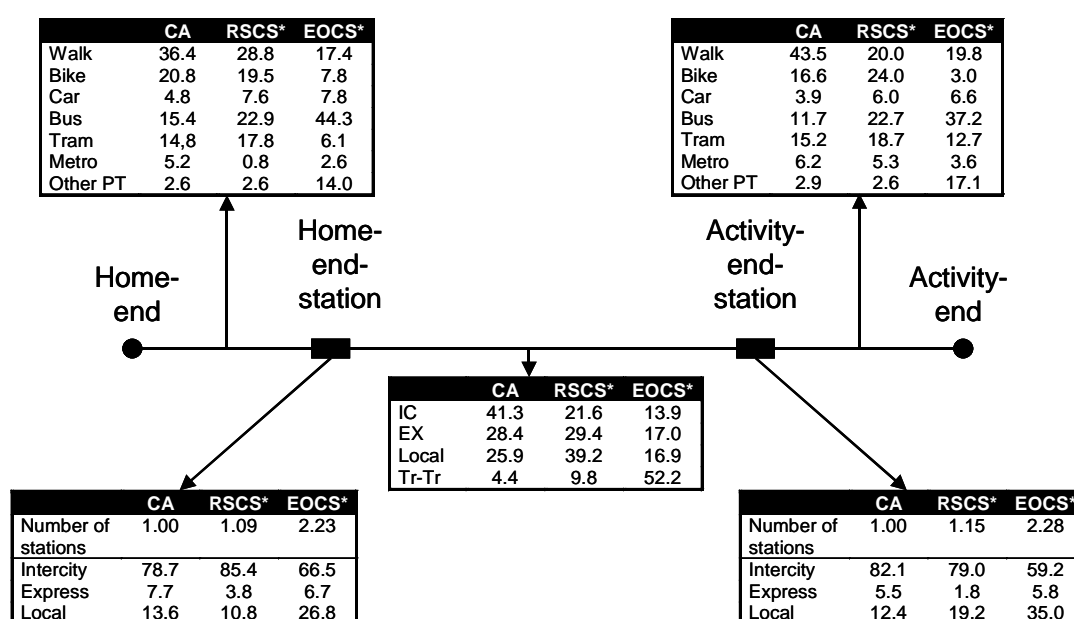 CA RSCS* EOCS*
Walk 36.4 28.8 17.4
Bike 20.8 19.5 7.8
Car 4.8 7.6 7.8
Bus 15.4 22.9 44.3
Tram 14,8 17.8 6.1
Metro 5.2 0.8 2.6
Other PT 2.6 2.6 14.0
CA RSCS* EOCS*
Walk 43.5 20.0 19.8
Bike 16.6 24.0 3.0
Car 3.9 6.0 6.6
Bus 11.7 22.7 37.2
Tram 15.2 18.7 12.7
Metro 6.2 5.3 3.6
Other PT 2.9 2.6 17.1
Home-
end
Home-
end-
station
Activity-
end-
station
Activity-
end
CA RSCS* EOCS*
IC 41.3 21.6 13.9
EX 28.4 29.4 17.0
Local 25.9 39.2 16.9
Tr-Tr 4.4 9.8 52.2
CA RSCS* EOCS*
Number of 1.00 1.09 2.23
stations
Intercity 78.7 85.4 66.5
Express 7.7 3.8 6.7
Local 13.6 10.8 26.8
CA RSCS* EOCS*
Number of 1.00 1.15 2.28
stations
Intercity 82.1 79.0 59.2
Express 5.5 1.8 5.8
Local 12.4 19.2 35.0